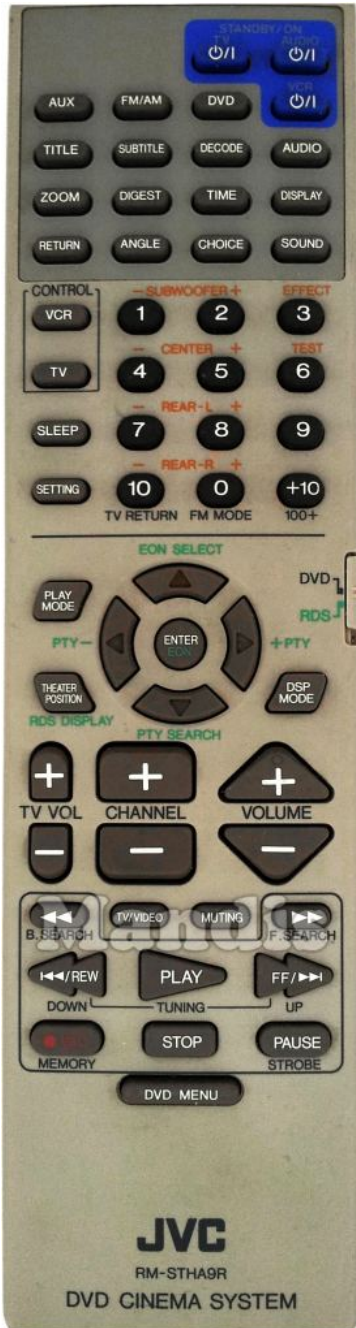 STANDBY/ON
TV AUDIO
⏻/I ⏻/I
VCR
AUX FM/AM DVD ⏻/I
TITLE SUBTITLE DECODE AUDIO
ZOOM DIGEST TIME DISPLAY
RETURN ANGLE CHOICE SOUND
CONTROL - SUBWOOFER + EFFECT
VCR 1 2 3
- CENTER + TEST
TV 4 5 6
- REAR-L +
SLEEP 7 8 9
- REAR-R +
SETTING 10 0 +10
TV RETURN FM MODE 100+
EON SELECT
DVD
PLAY
MODE
RDS
PTY- ENTER +PTY
EON
THEATER
POSITION
DSP
MODE
RDS DISPLAY
PTY SEARCH
+ + +
TV VOL CHANNEL VOLUME
- - -
◀◀ TV/VIDEO MUTING ▶▶
B.SEARCH F.SEARCH
Mandis
I◀◀/REW PLAY FF/▶▶I
DOWN TUNING UP
STOP PAUSE
MEMORY STROBE
DVD MENU
JVC
RM-STHA9R
DVD CINEMA SYSTEM